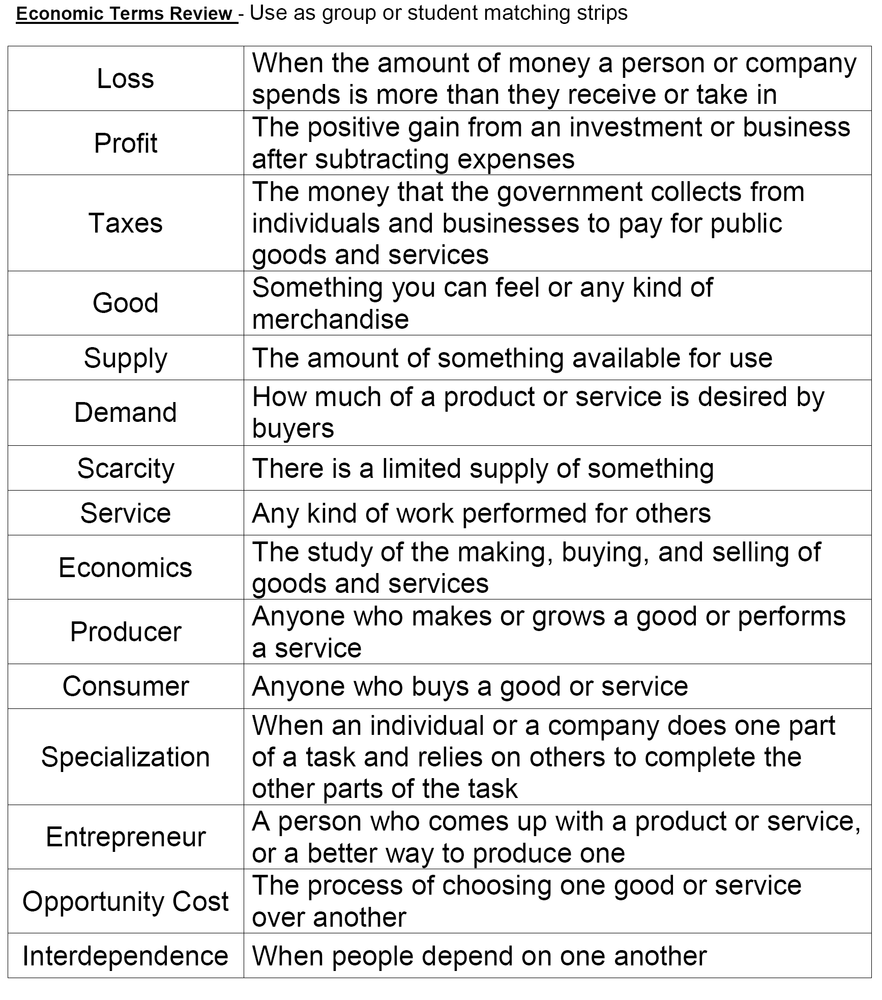 Economic Terms Review - Use as group or student matching strips
Loss
When the amount of money a person or company
spends is more than they receive or take in
Profit
The positive gain from an investment or business
after subtracting expenses
Taxes
The money that the government collects from
individuals and businesses to pay for public
goods and services
Good
Something you can feel or any kind of
merchandise
Supply
The amount of something available for use
Demand
How much of a product or service is desired by
buyers
Scarcity
There is a limited supply of something
Service
Any kind of work performed for others
Economics
The study of the making, buying, and selling of
goods and services
Producer
Anyone who makes or grows a good or performs
a service
Consumer
Anyone who buys a good or service
Specialization
When an individual or a company does one part
of a task and relies on others to complete the
other parts of the task
Entrepreneur
A person who comes up with a product or service,
or a better way to produce one
Opportunity Cost
The process of choosing one good or service
over another
Interdependence
When people depend on one another